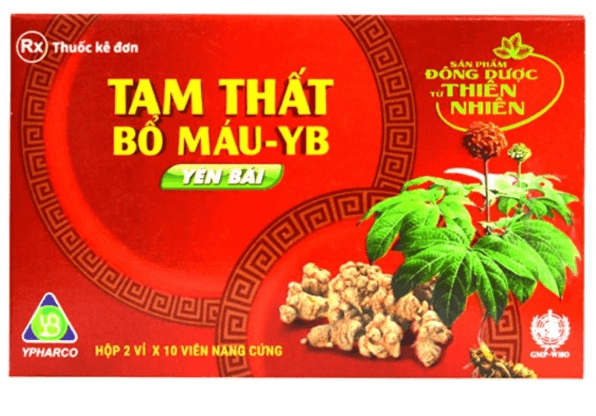 Rx Thuốc kê đơn
SẢN PHẨM
ĐÔNG DƯỢC
TỪ THIÊN
NHIÊN
TAM THẤT
BỔ MÁU-YB
YÊN BÁI
YB
YPHARCO
HỘP 2 VỈ X 10 VIÊN NANG CỨNG
GMP-WHO